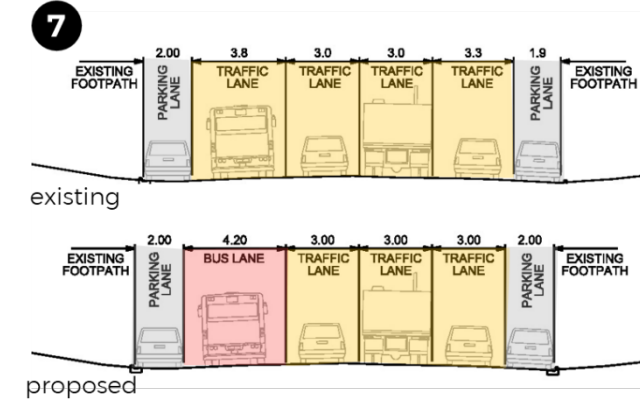 7
2.00 3.8 3.0 3.0 3.3 1.9
EXISTING FOOTPATH
PARKING LANE
TRAFFIC LANE
TRAFFIC LANE
TRAFFIC LANE
TRAFFIC LANE
PARKING LANE
EXISTING FOOTPATH
existing
2.00 4.20 3.00 3.00 3.00 2.00
EXISTING FOOTPATH
PARKING LANE
BUS LANE
TRAFFIC LANE
TRAFFIC LANE
TRAFFIC LANE
PARKING LANE
EXISTING FOOTPATH
proposed